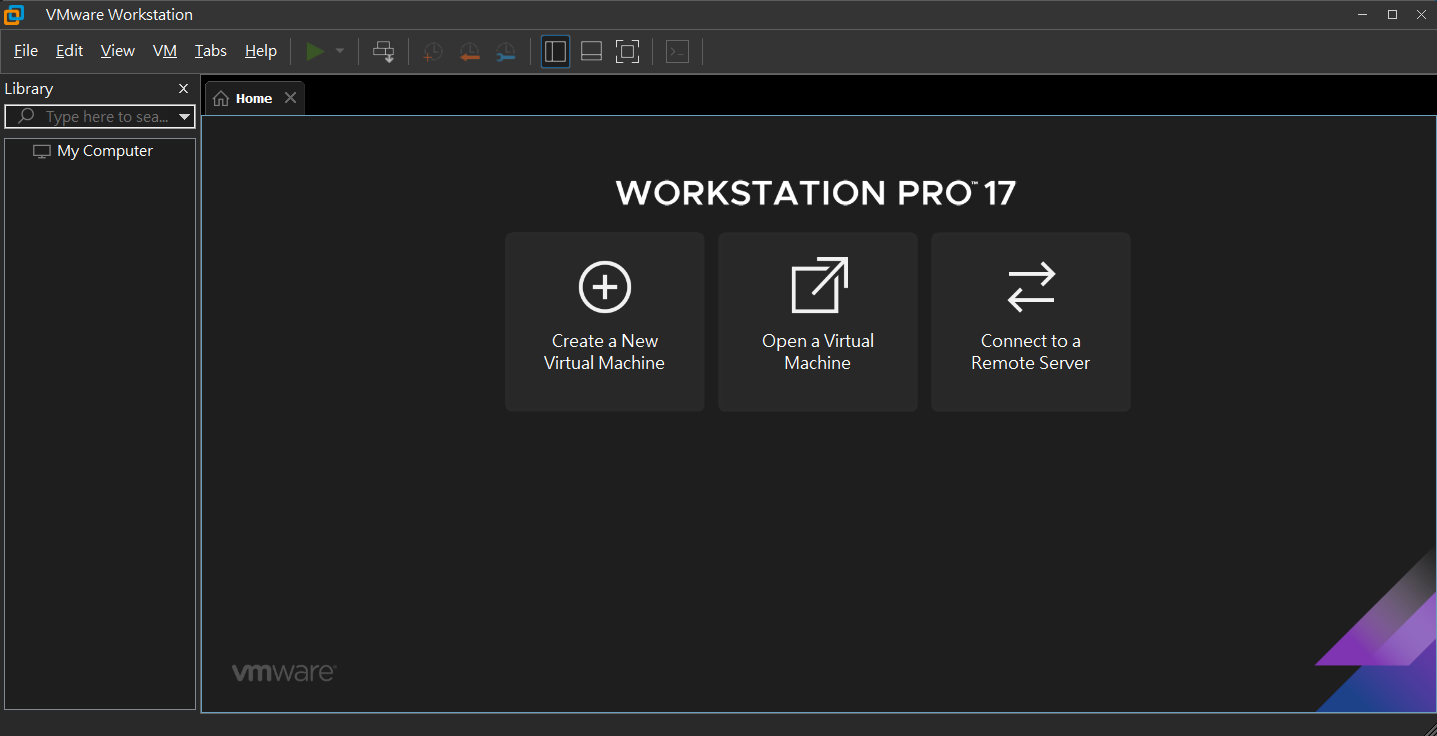 VMware Workstation
File Edit View VM Tabs Help
Library X
Type here to sea...
My Computer
Home
WORKSTATION PRO™ 17
Create a New
Virtual Machine
Open a Virtual
Machine
Connect to a
Remote Server
vmware®